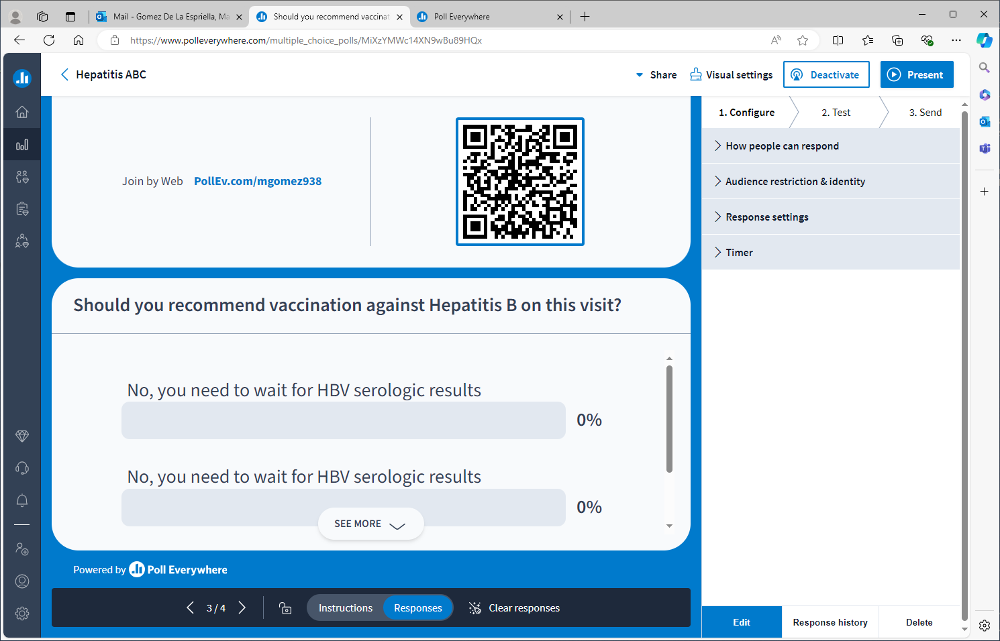 Mail - Gomez De La Espriella, Ma
Should you recommend vaccinat
Poll Everywhere
https://www.polleverywhere.com/multiple_choice_polls/MiXzYMWc14XN9wBu89HQx
Hepatitis ABC
Share
Visual settings
Deactivate
Present
1. Configure
2. Test
3. Send
How people can respond
Audience restriction & identity
Response settings
Timer
Join by Web PollEv.com/mgomez938
Should you recommend vaccination against Hepatitis B on this visit?
No, you need to wait for HBV serologic results
0%
No, you need to wait for HBV serologic results
0%
SEE MORE
Powered by Poll Everywhere
3 / 4
Instructions
Responses
Clear responses
Edit
Response history
Delete